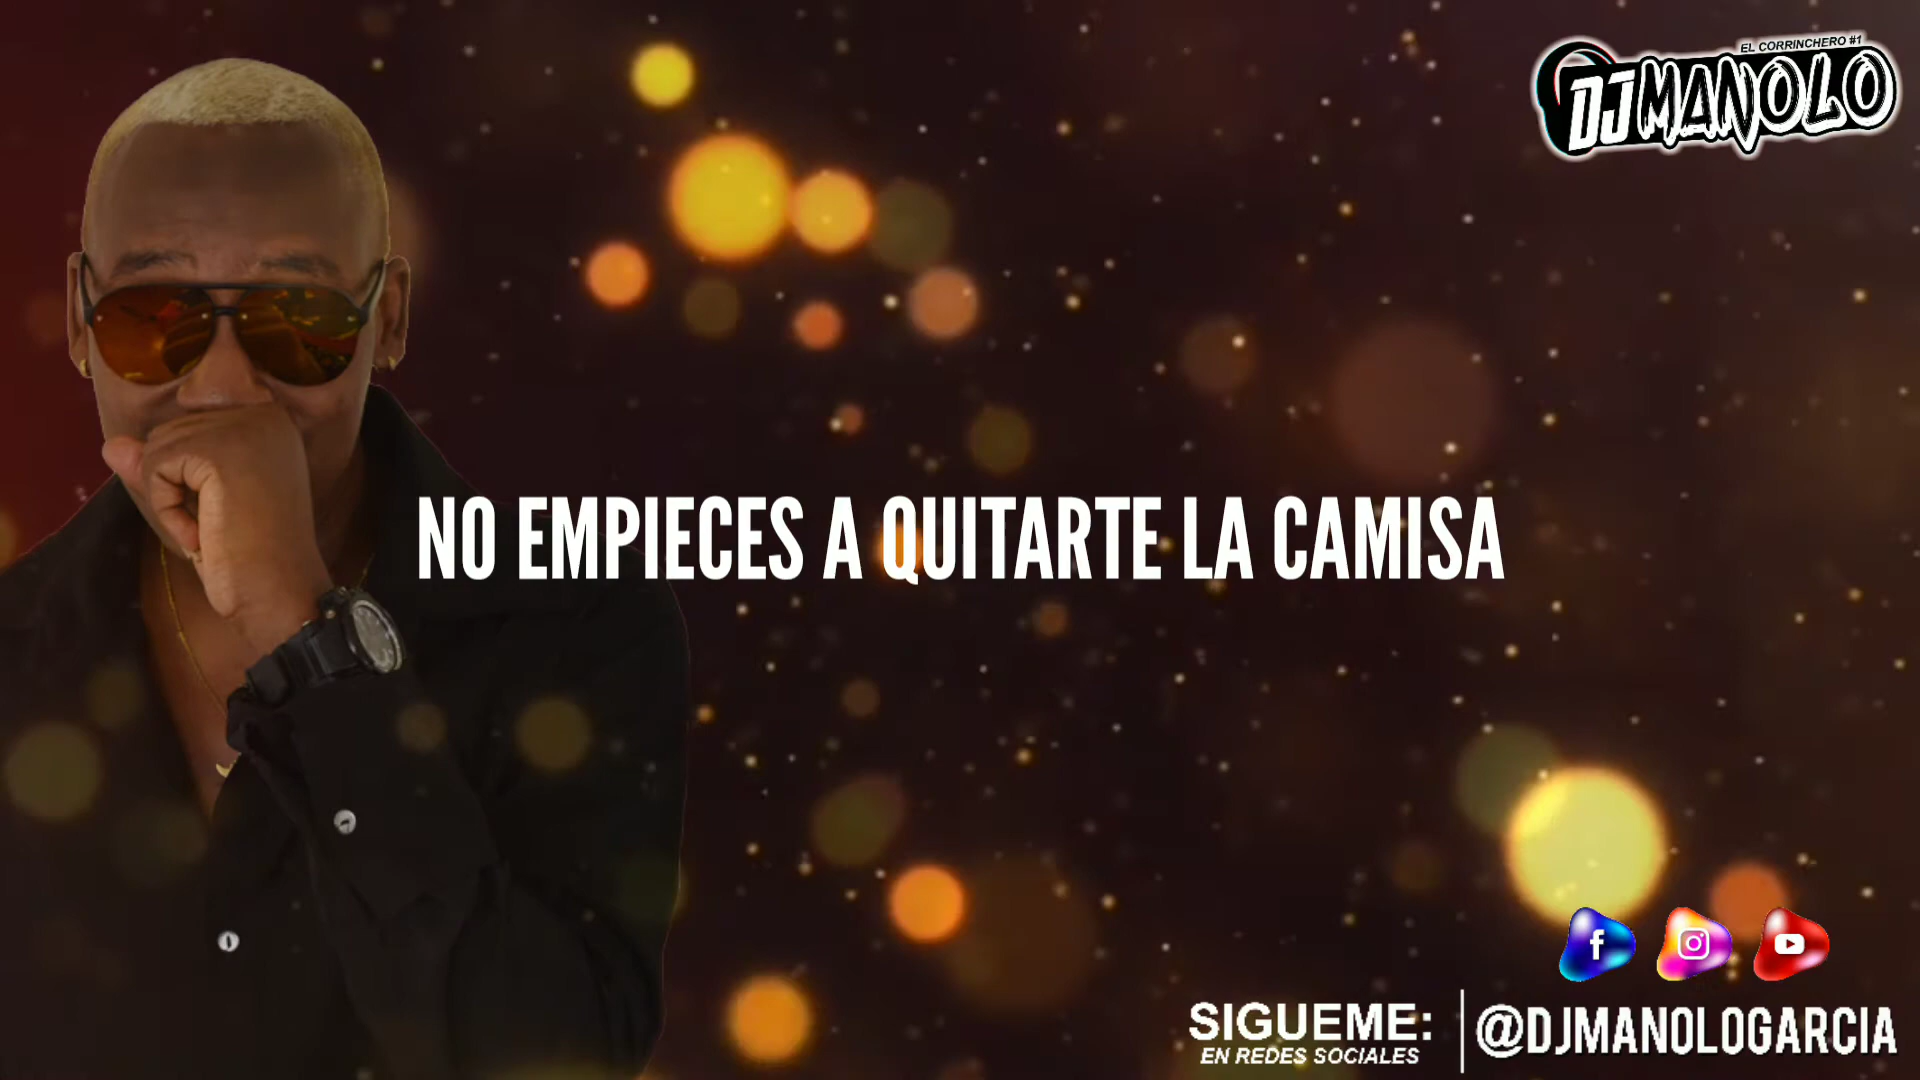 EL CORRINCHERO #1
DJ MANOLO
NO EMPIECES A QUITARTE LA CAMISA
SIGUEME:
EN REDES SOCIALES
@DJMANOLOGARCIA